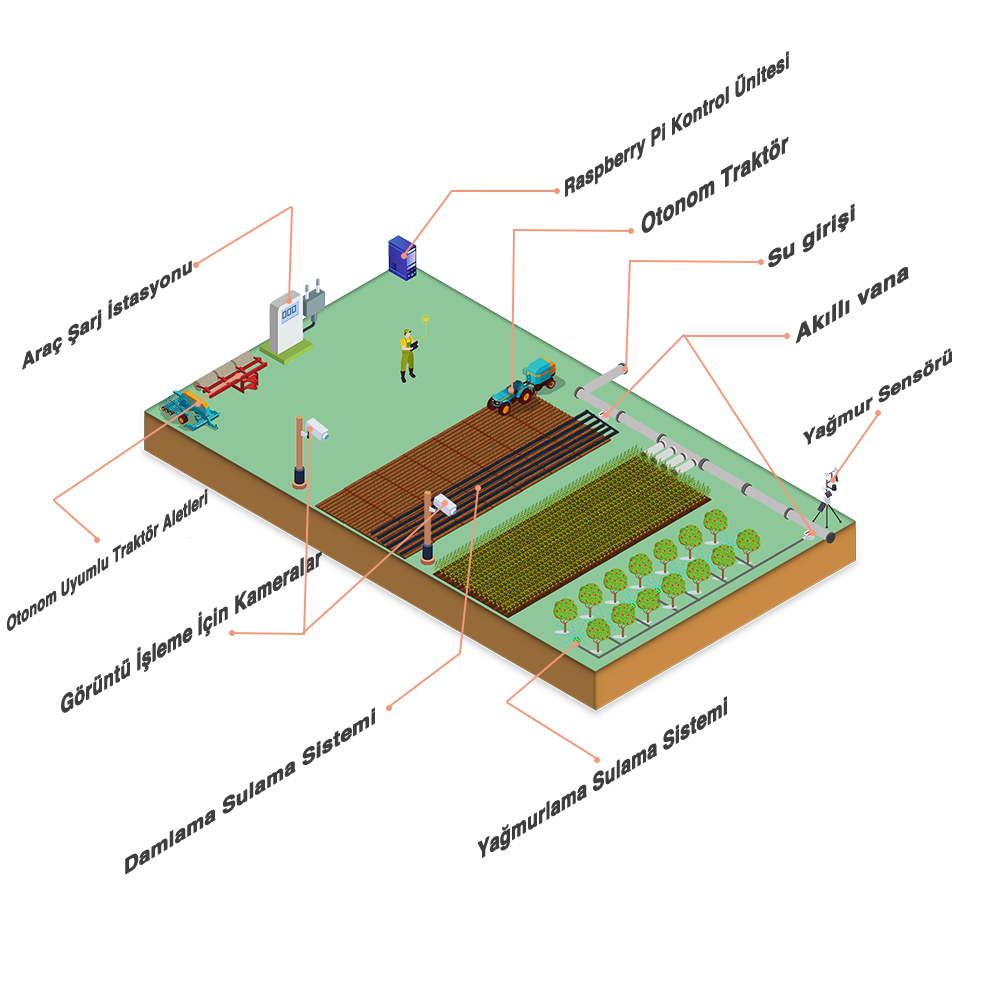 Raspberry Pi Kontrol Ünitesi
Otonom Traktör
Su girişi
Akıllı vana
Yağmur Sensörü
Araç Şarj İstasyonu
Otonom Uyumlu Traktör Aletleri
Görüntü İşleme İçin Kameralar
Damlama Sulama Sistemi
Yağmurlama Sulama Sistemi